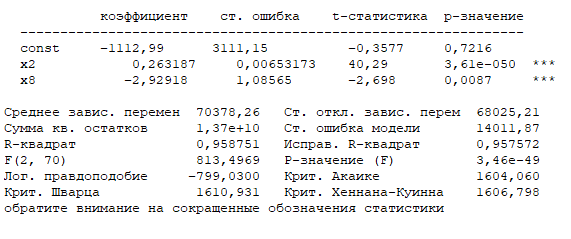 коэффициент ст. ошибка t-статистика p-значение
---------------------------------------------------------------
const −1112,99 3111,15 −0,3577 0,7216
x2 0,263187 0,00653173 40,29 3,61e-050 ***
x8 −2,92918 1,08565 −2,698 0,0087 ***
Среднее завис. перемен 70378,26 Ст. откл. завис. перем 68025,21
Сумма кв. остатков 1,37e+10 Ст. ошибка модели 14011,87
R-квадрат 0,958751 Исправ. R-квадрат 0,957572
F(2, 70) 813,4969 P-значение (F) 3,46e-49
Лог. правдоподобие −799,0300 Крит. Акаике 1604,060
Крит. Шварца 1610,931 Крит. Хеннана-Куинна 1606,798
обратите внимание на сокращенные обозначения статистики